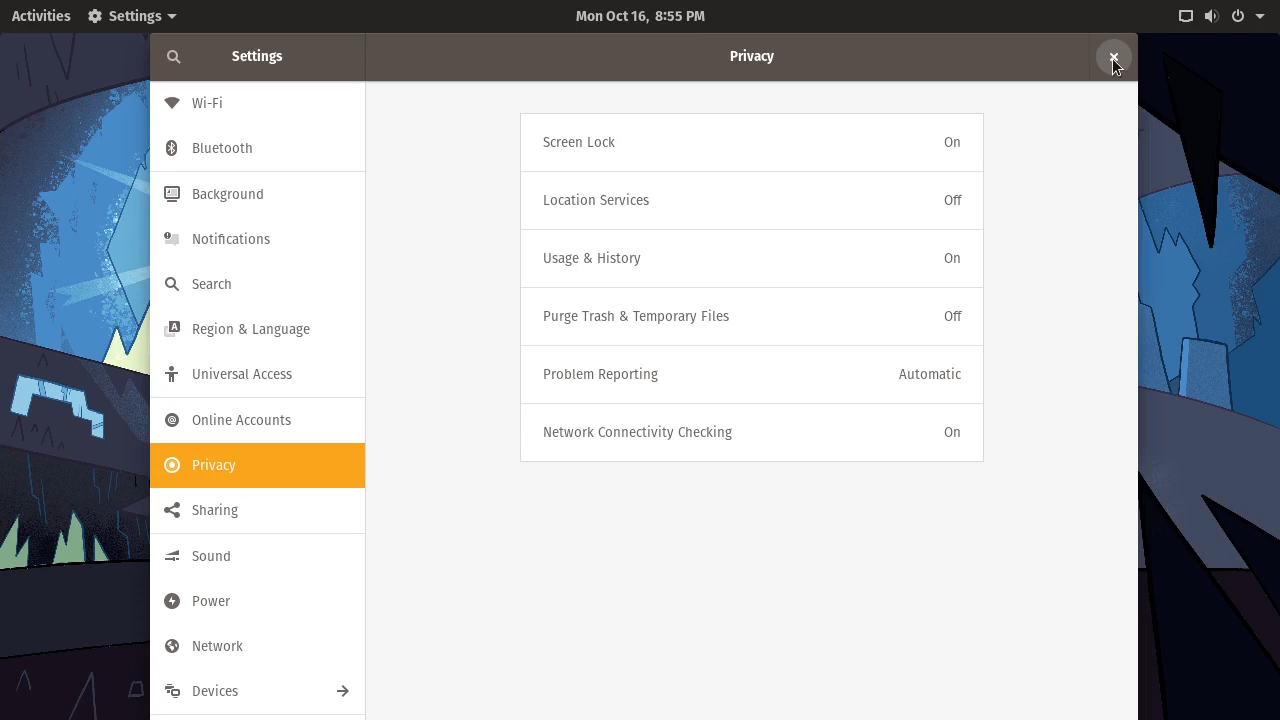 Activities
Settings
Mon Oct 16, 8:55 PM
Settings
Privacy
Wi-Fi
Bluetooth
Background
Notifications
Search
Region & Language
Universal Access
Online Accounts
Privacy
Sharing
Sound
Power
Network
Devices
Screen Lock On
Location Services Off
Usage & History On
Purge Trash & Temporary Files Off
Problem Reporting Automatic
Network Connectivity Checking On